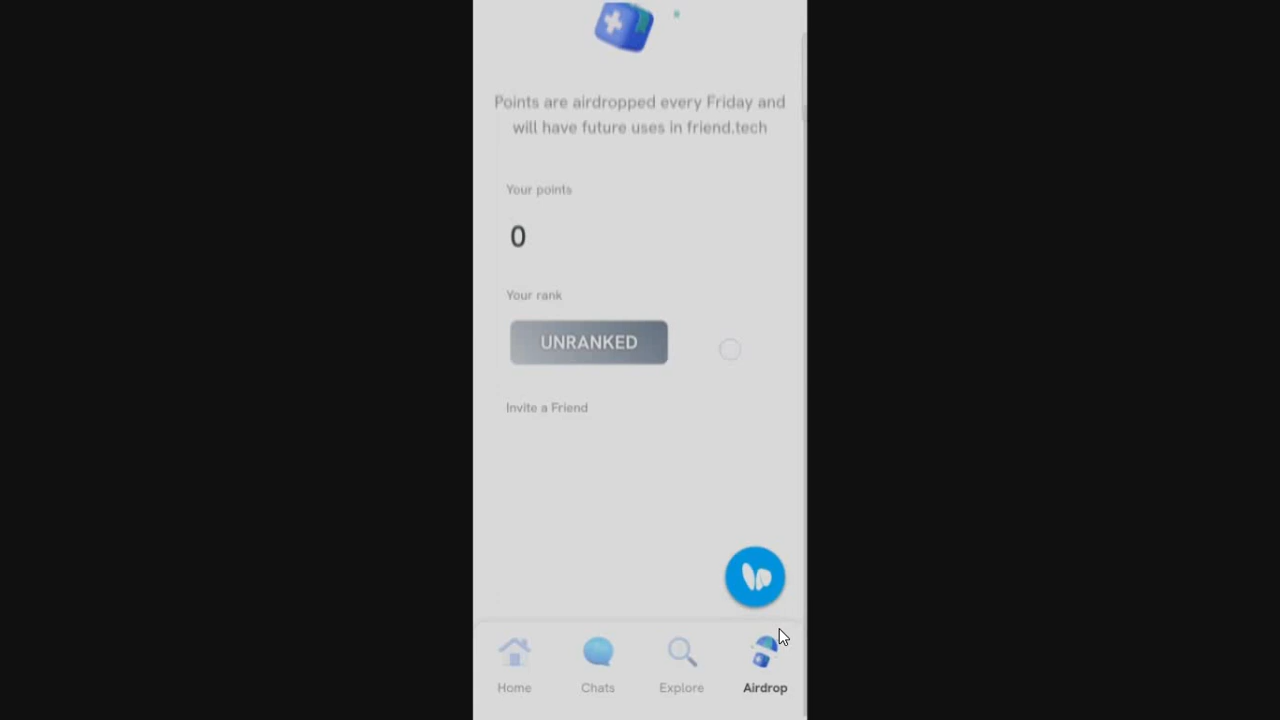 Points are airdropped every Friday and
will have future uses in friend.tech
Your points
0
Your rank
UNRANKED
Invite a Friend
Home
Chats
Explore
Airdrop